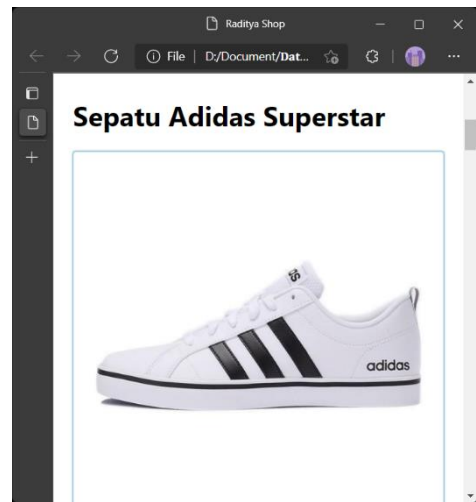 Raditya Shop
File | D:/Document/Dat...
Sepatu Adidas Superstar
adidas